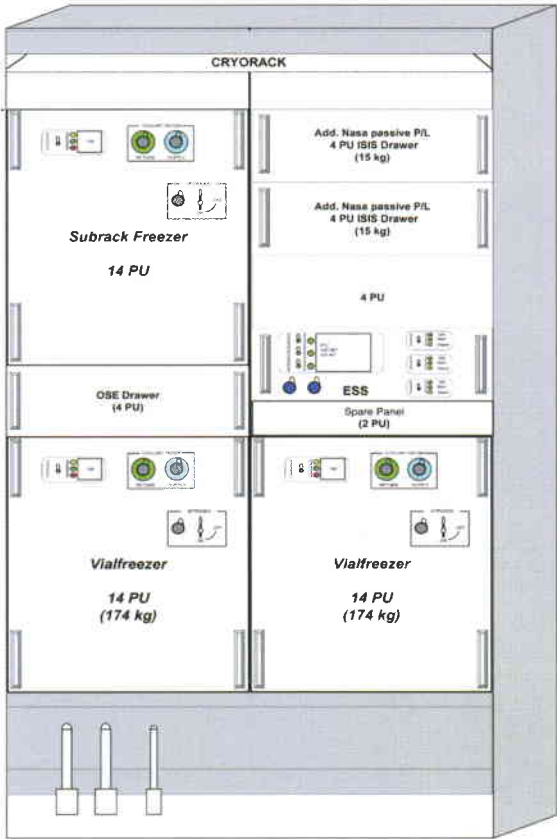 CRYORACK
Subrack Freezer
14 PU
OSE Drawer
(4 PU)
Vialfreezer
14 PU
(174 kg)
Add. Nasa passive P/L
4 PU ISIS Drawer
(15 kg)
Add. Nasa passive P/L
4 PU ISIS Drawer
(15 kg)
4 PU
ESS
Spare Panel
(2 PU)
Vialfreezer
14 PU
(174 kg)